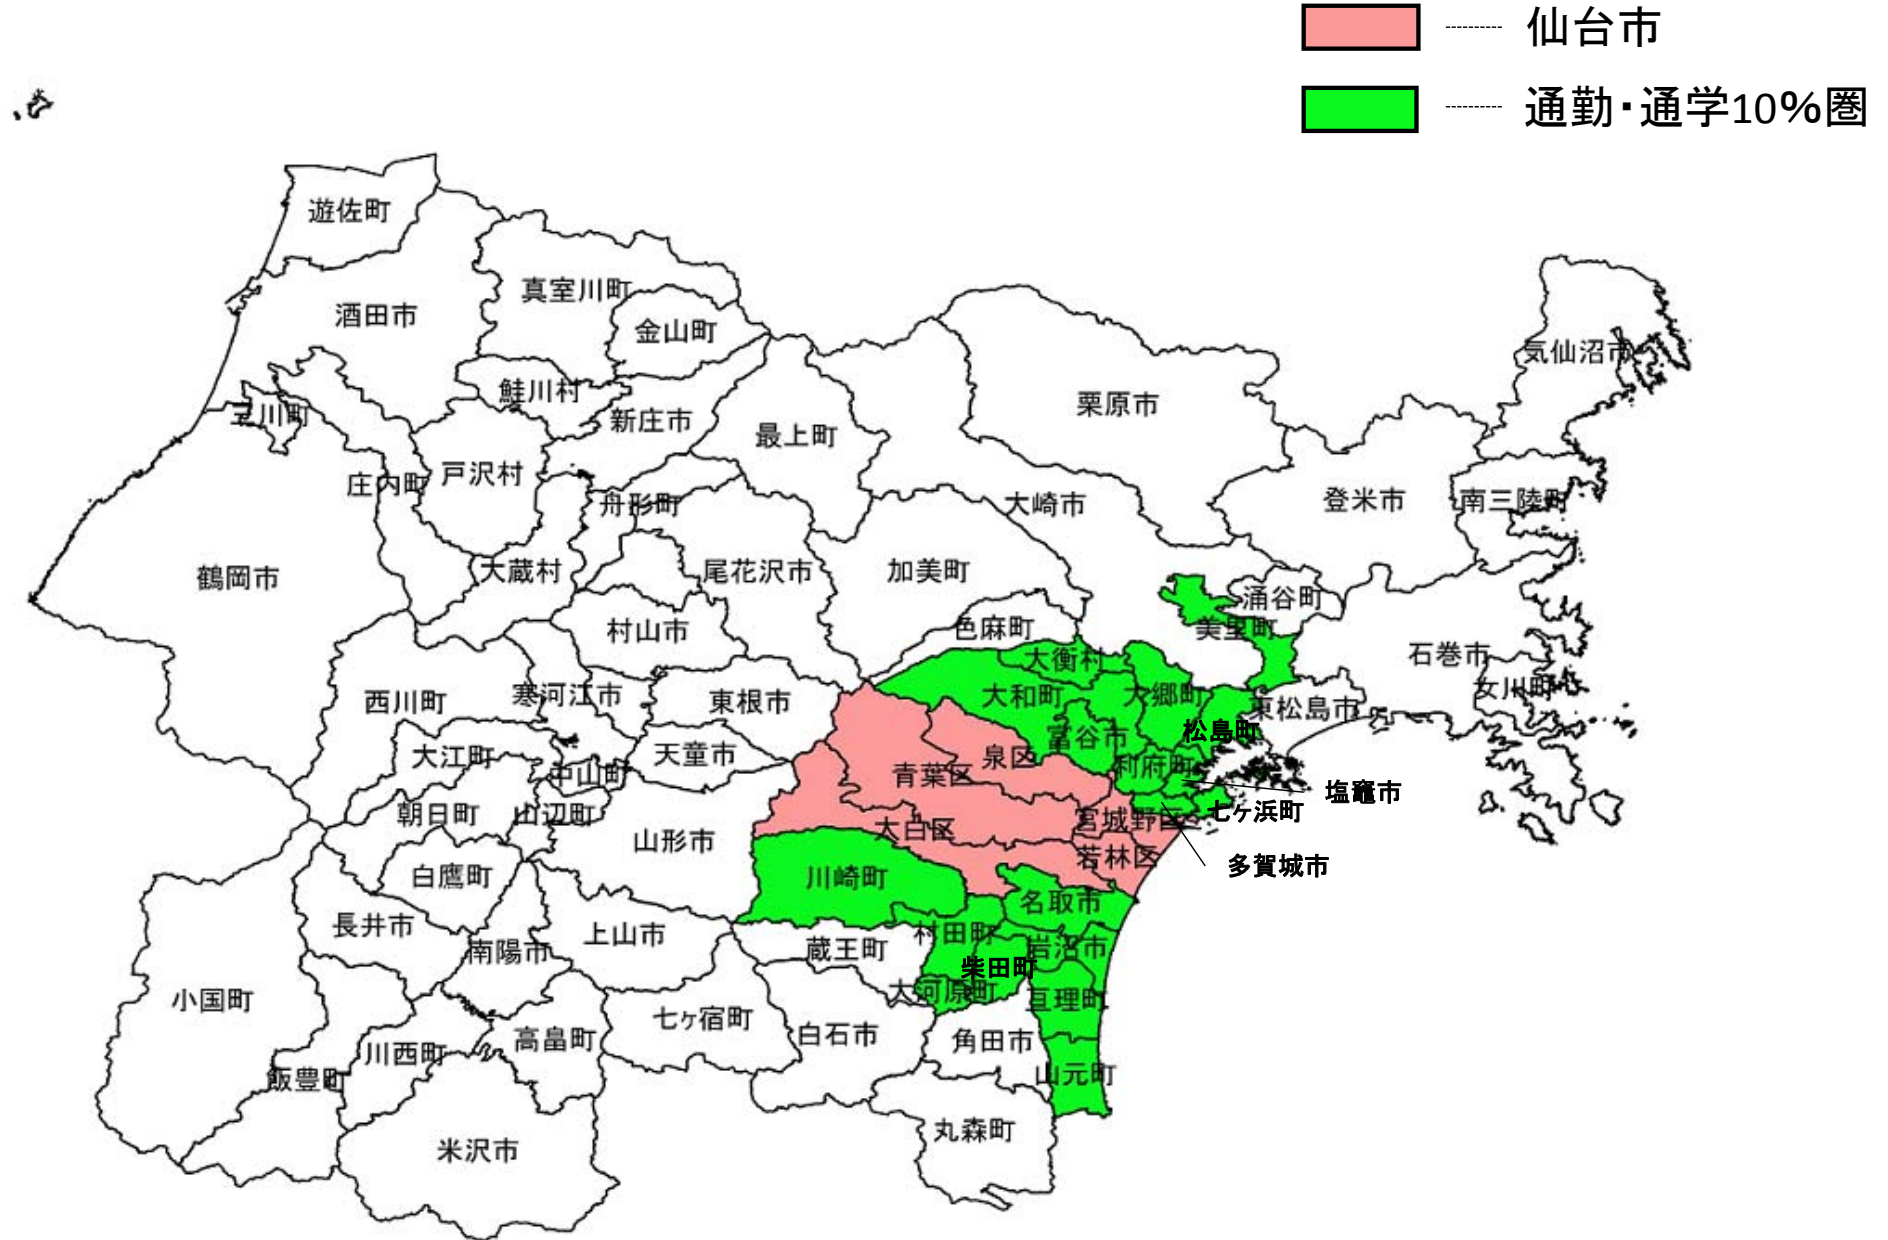 仙台市
通勤・通学10%圏
遊佐町
真室川町
酒田市
金山町
気仙沼市
鮭川村
栗原市
三川町
新庄市
最上町
戸沢村
庄内町
舟形町
大崎市
登米市
南三陸町
鶴岡市
大蔵村
尾花沢市
加美町
涌谷町
村山市
色麻町
美里町
大衡村
石巻市
西川町
寒河江市
東根市
大和町
大郷町
女川町
東松島市
松島町
富谷市
大江町
中山町
天童市
泉区
青葉区
利府町
塩竈市
朝日町
山辺町
七ヶ浜町
宮城野区
山形市
太白区
若林区
多賀城市
白鷹町
川崎町
名取市
長井市
上山市
村田町
南陽市
蔵王町
岩沼市
柴田町
小国町
大河原町
亘理町
七ヶ宿町
白石市
高畠町
角田市
川西町
飯豊町
山元町
丸森町
米沢市